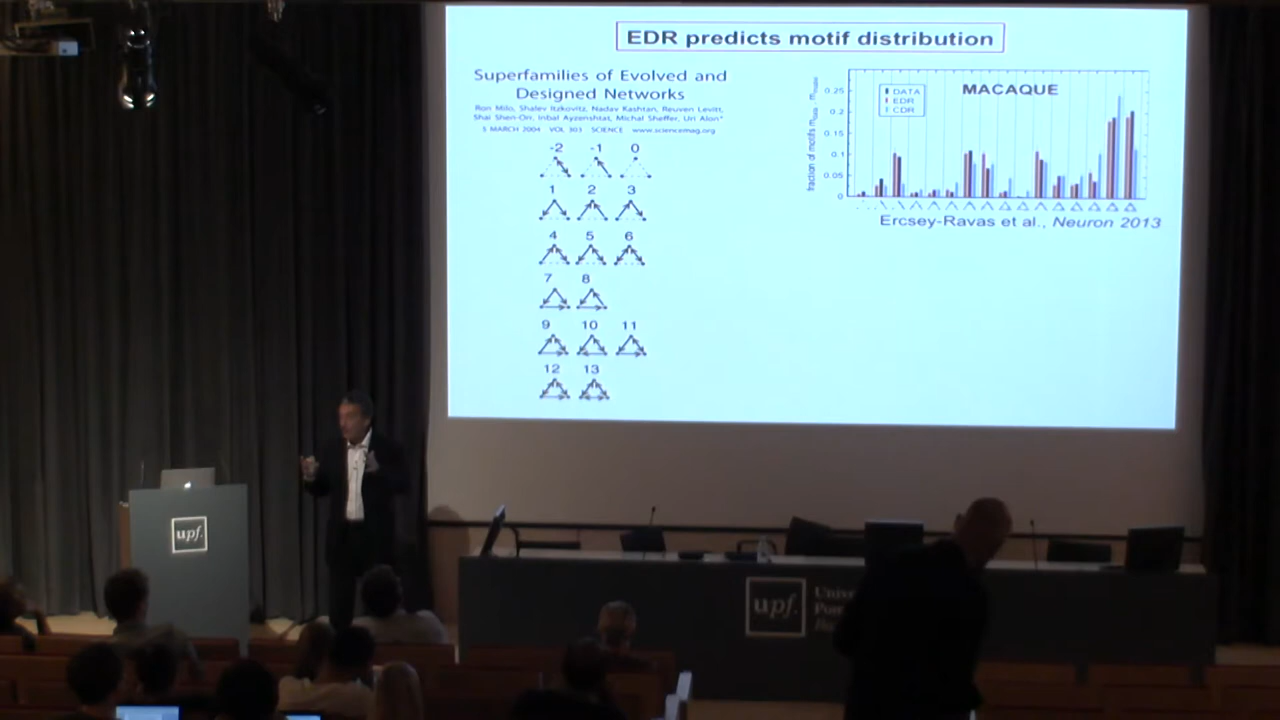 EDR predicts motif distribution
Superfamilies of Evolved and
Designed Networks
Ron Milo, Shalev Itzkovitz, Nadav Kashtan, Reuven Levitt,
Shai Shen-Orr, Inbal Ayzenshtat, Michal Sheffer, Uri Alon*
5 MARCH 2004 VOL 303 SCIENCE www.sciencemag.org
-2 -1 0
1 2 3
4 5 6
7 8
9 10 11
12 13
MACAQUE
DATA
EDR
CDR
0.25
0.2
0.15
0.1
0.05
0
fraction of motifs
Ercsey-Ravas et al., Neuron 2013
upf.
upf.